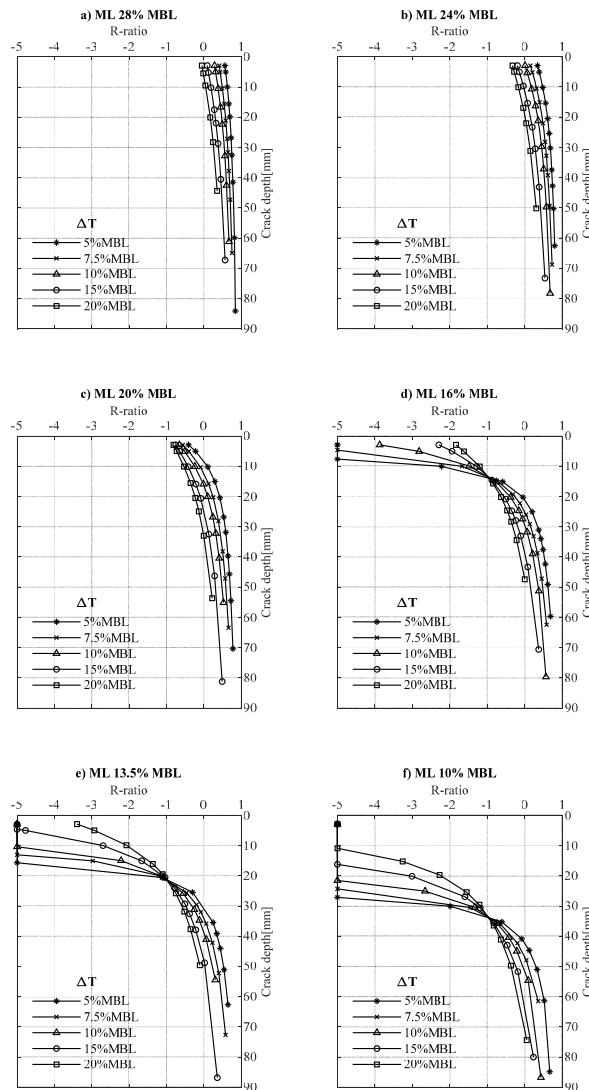 a) ML 28% MBL
R-ratio
-5 -4 -3 -2 -1 0 1
0
10
20
30
40
50
60
70
80
90
Crack depth[mm]
ΔT
5%MBL
7.5%MBL
10%MBL
15%MBL
20%MBL
b) ML 24% MBL
R-ratio
-5 -4 -3 -2 -1 0 1
0
10
20
30
40
50
60
70
80
90
Crack depth[mm]
ΔT
5%MBL
7.5%MBL
10%MBL
15%MBL
20%MBL
c) ML 20% MBL
R-ratio
-5 -4 -3 -2 -1 0 1
0
10
20
30
40
50
60
70
80
90
Crack depth[mm]
ΔT
5%MBL
7.5%MBL
10%MBL
15%MBL
20%MBL
d) ML 16% MBL
R-ratio
-5 -4 -3 -2 -1 0 1
0
10
20
30
40
50
60
70
80
90
Crack depth[mm]
ΔT
5%MBL
7.5%MBL
10%MBL
15%MBL
20%MBL
e) ML 13.5% MBL
R-ratio
-5 -4 -3 -2 -1 0 1
0
10
20
30
40
50
60
70
80
90
Crack depth[mm]
ΔT
5%MBL
7.5%MBL
10%MBL
15%MBL
20%MBL
f) ML 10% MBL
R-ratio
-5 -4 -3 -2 -1 0 1
0
10
20
30
40
50
60
70
80
90
Crack depth[mm]
ΔT
5%MBL
7.5%MBL
10%MBL
15%MBL
20%MBL